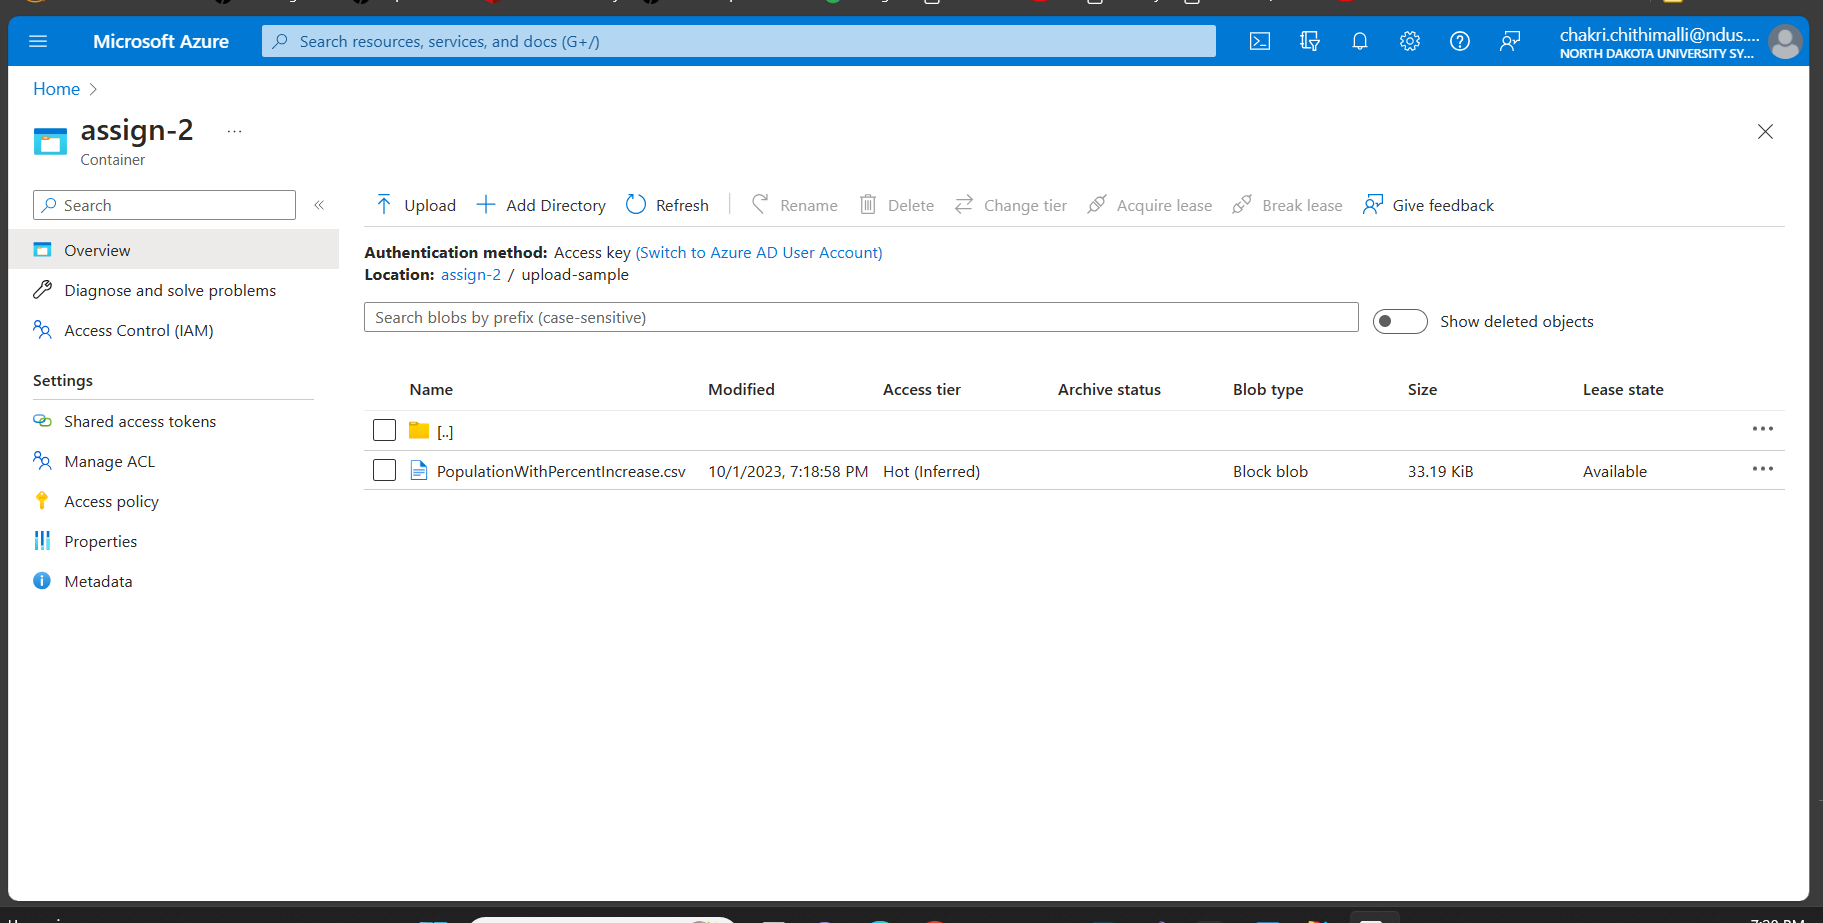 Microsoft Azure
Search resources, services, and docs (G+/)
chakri.chithimalli@ndus....
NORTH DAKOTA UNIVERSITY SY...
Home
assign-2 ...
Container
Search
Overview
Diagnose and solve problems
Access Control (IAM)
Settings
Shared access tokens
Manage ACL
Access policy
Properties
Metadata
Upload Add Directory Refresh Rename Delete Change tier Acquire lease Break lease Give feedback
Authentication method: Access key (Switch to Azure AD User Account)
Location: assign-2 / upload-sample
Search blobs by prefix (case-sensitive)
Show deleted objects
Name Modified Access tier Archive status Blob type Size Lease state
[..]
PopulationWithPercentIncrease.csv 10/1/2023, 7:18:58 PM Hot (Inferred) Block blob 33.19 KiB Available